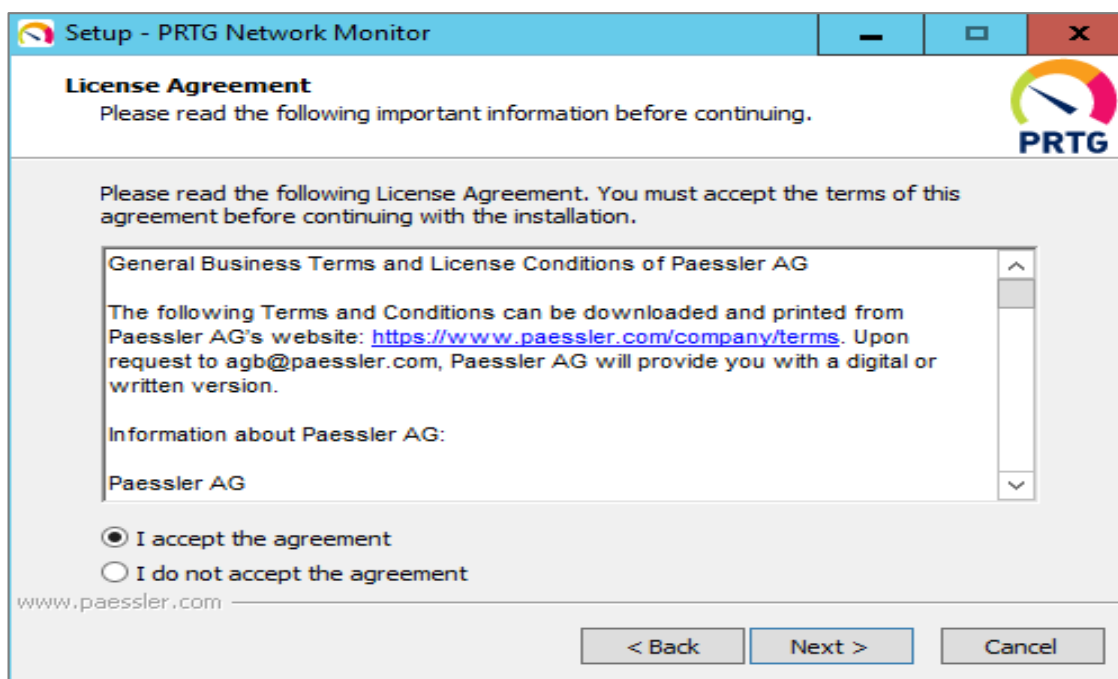 Setup - PRTG Network Monitor
License Agreement
Please read the following important information before continuing.
PRTG
Please read the following License Agreement. You must accept the terms of this
agreement before continuing with the installation.
General Business Terms and License Conditions of Paessler AG
The following Terms and Conditions can be downloaded and printed from
Paessler AG's website: https://www.paessler.com/company/terms. Upon
request to agb@paessler.com, Paessler AG will provide you with a digital or
written version.
Information about Paessler AG:
Paessler AG
I accept the agreement
I do not accept the agreement
www.paessler.com
< Back
Next >
Cancel